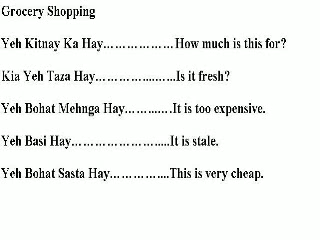 Grocery Shopping
Yeh Kitnay Ka Hay………………How much is this for?
Kia Yeh Taza Hay…………...…...Is it fresh?
Yeh Bohat Mehnga Hay……...….It is too expensive.
Yeh Basi Hay………………….....It is stale.
Yeh Bohat Sasta Hay…………....This is very cheap.